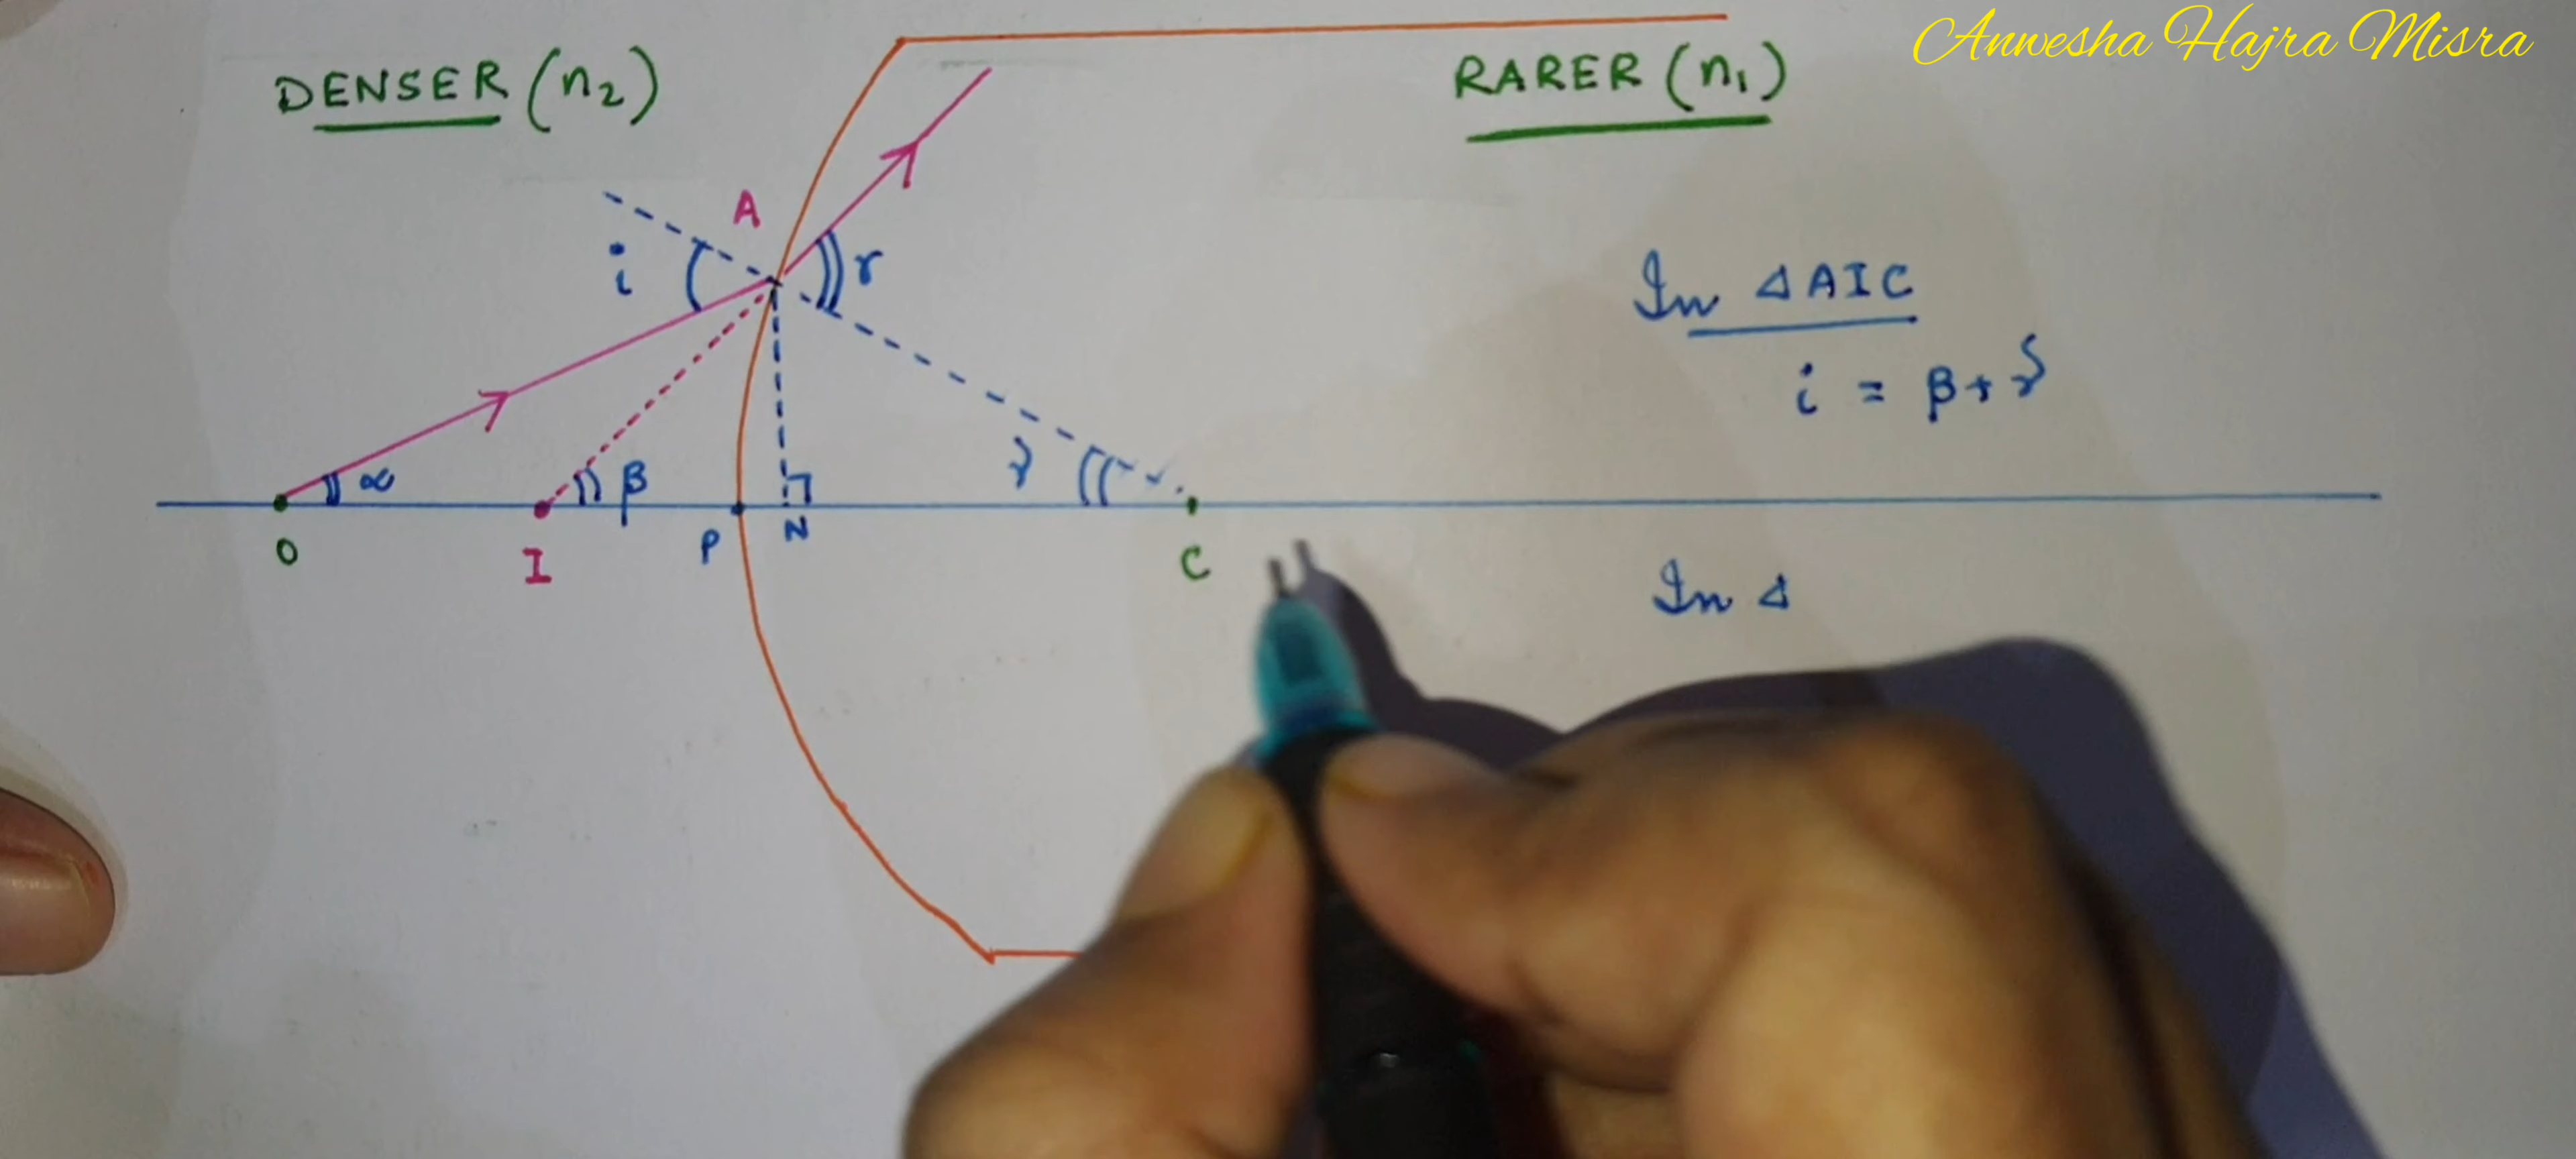 Anwesha Hajra Misra
DENSER (n₂)
RARER (n₁)
A
i
r
In ΔAIC
i = β + γ
α
β
γ
O
I
P
N
C
In Δ